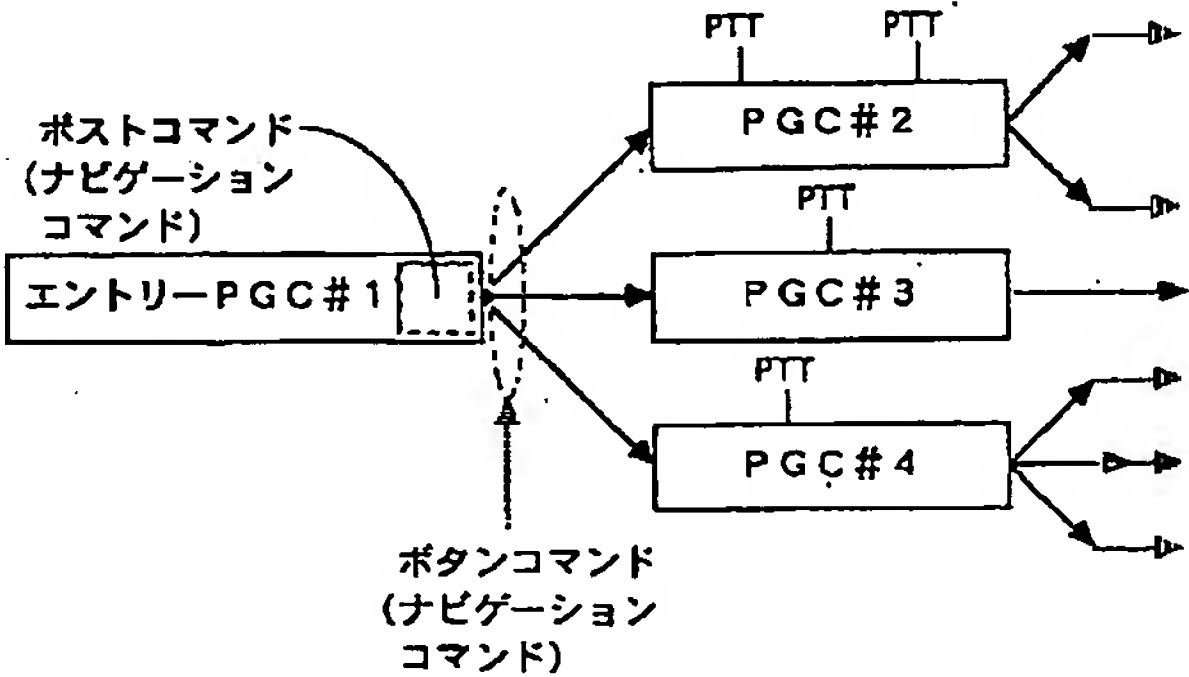 PTT PTT
PGC#2
ポストコマンド
(ナビゲーション
コマンド)
PTT
エントリーPGC#1
PGC#3
PTT
PGC#4
ボタンコマンド
(ナビゲーション
コマンド)